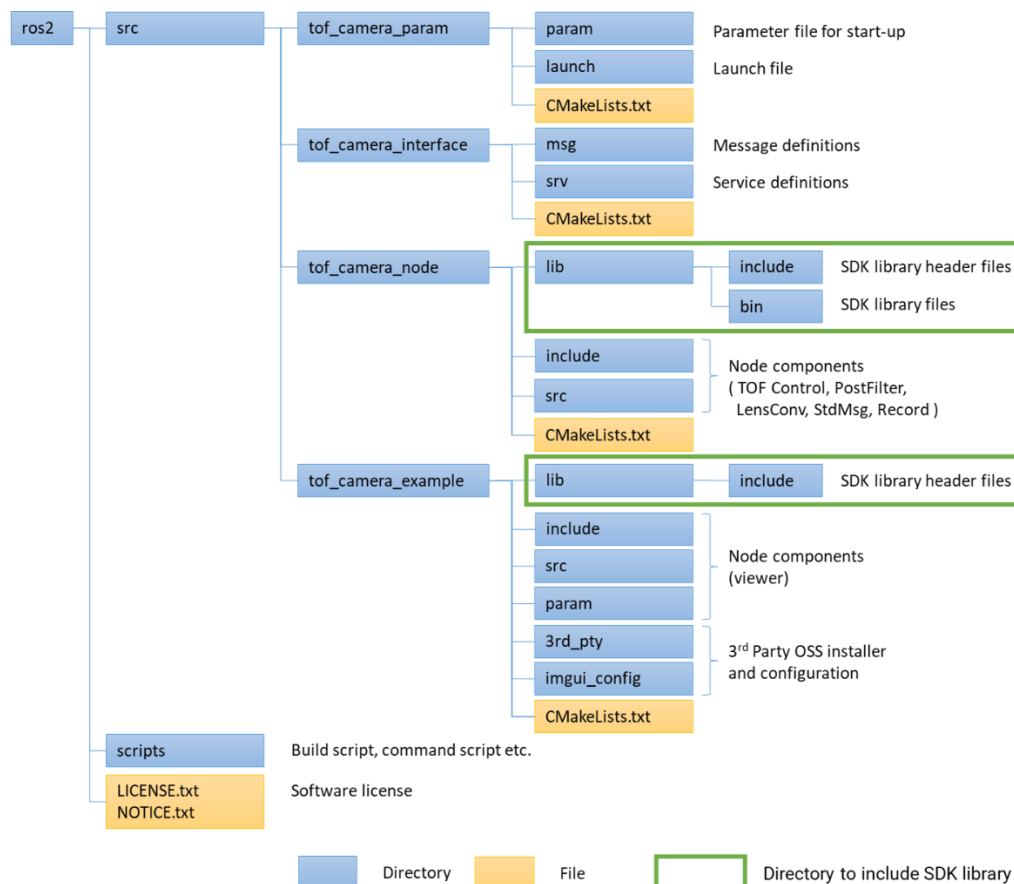 ros2
src
tof_camera_param
param
Parameter file for start-up
launch
Launch file
CMakeLists.txt
tof_camera_interface
msg
Message definitions
srv
Service definitions
CMakeLists.txt
tof_camera_node
lib
include
SDK library header files
bin
SDK library files
include
src
Node components
( TOF Control, PostFilter,
LensConv, StdMsg, Record )
CMakeLists.txt
tof_camera_example
lib
include
SDK library header files
include
src
param
Node components
(viewer)
3rd_pty
imgui_config
3rd Party OSS installer
and configuration
CMakeLists.txt
scripts
Build script, command script etc.
LICENSE.txt
NOTICE.txt
Software license
Directory
File
Directory to include SDK library